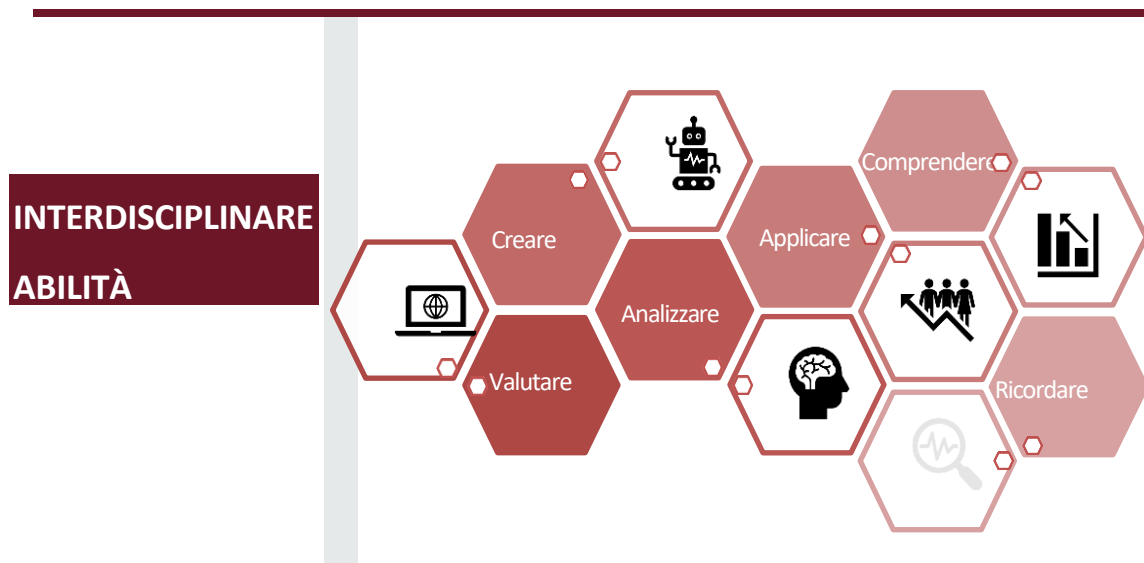 INTERDISCIPLINARE
ABILITÀ
Comprendere
Creare
Applicare
Analizzare
Valutare
Ricordare